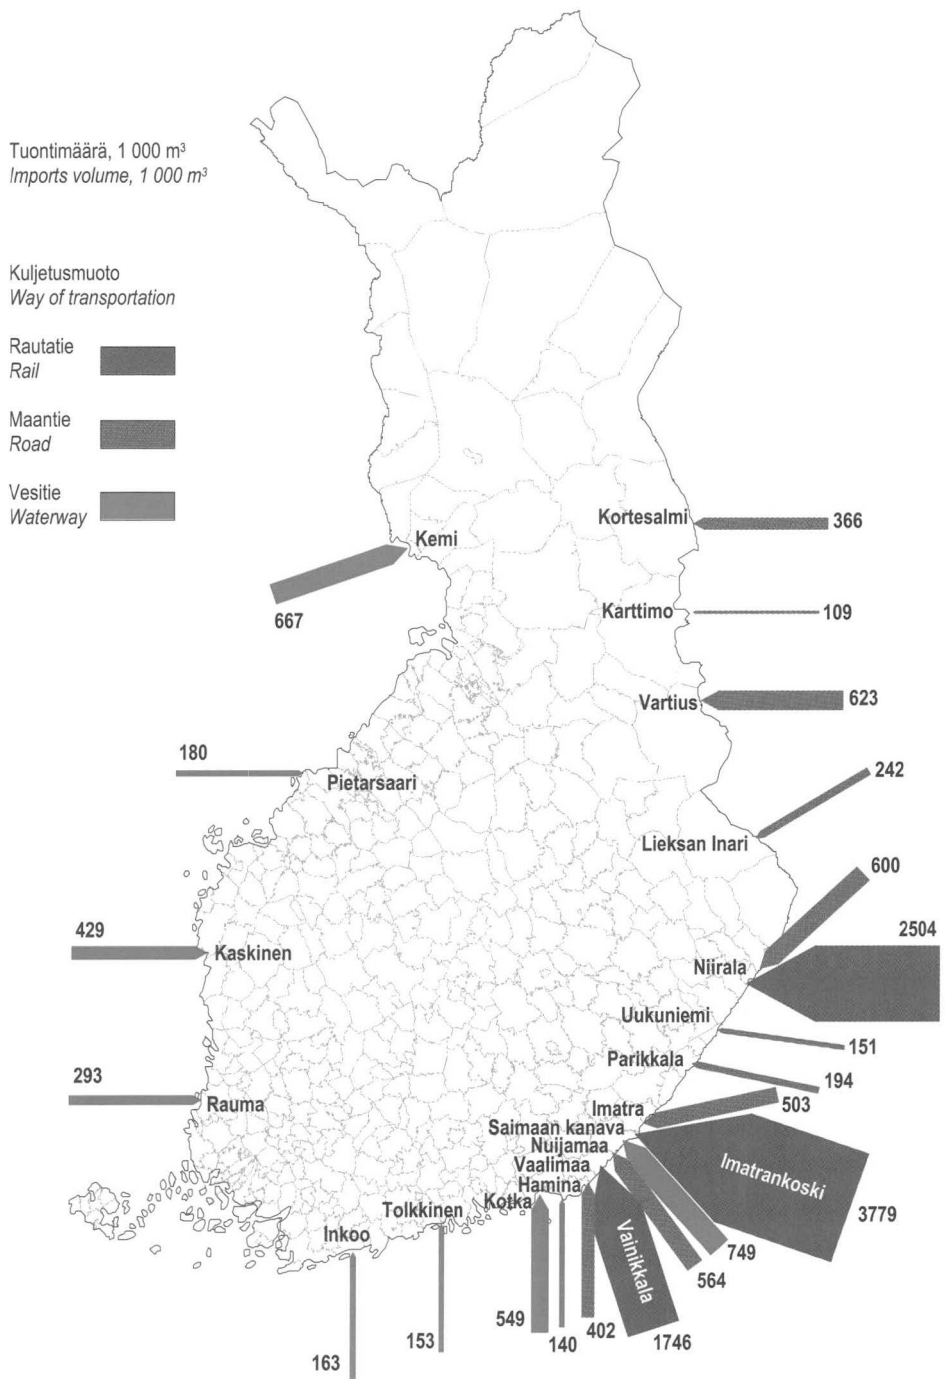 Tuontimäärä, 1 000 m³
Imports volume, 1 000 m³
Kuljetusmuoto
Way of transportation
Rautatie
Rail
Maantie
Road
Vesitie
Waterway
Kortesalmi
366
Kemi
667
Karttimo
109
Vartius
623
180
Pietarsaari
242
Lieksan Inari
600
429
Kaskinen
2504
Niirala
Uukuniemi
151
Parikkala
194
293
Rauma
503
Imatra
Saimaan kanava
Nuijamaa
Vaalimaa
Hamina
Kotka
Imatrankoski
3779
Tolkkinen
Inkoo
Vainikkala
749
564
549
140
402
1746
153
163